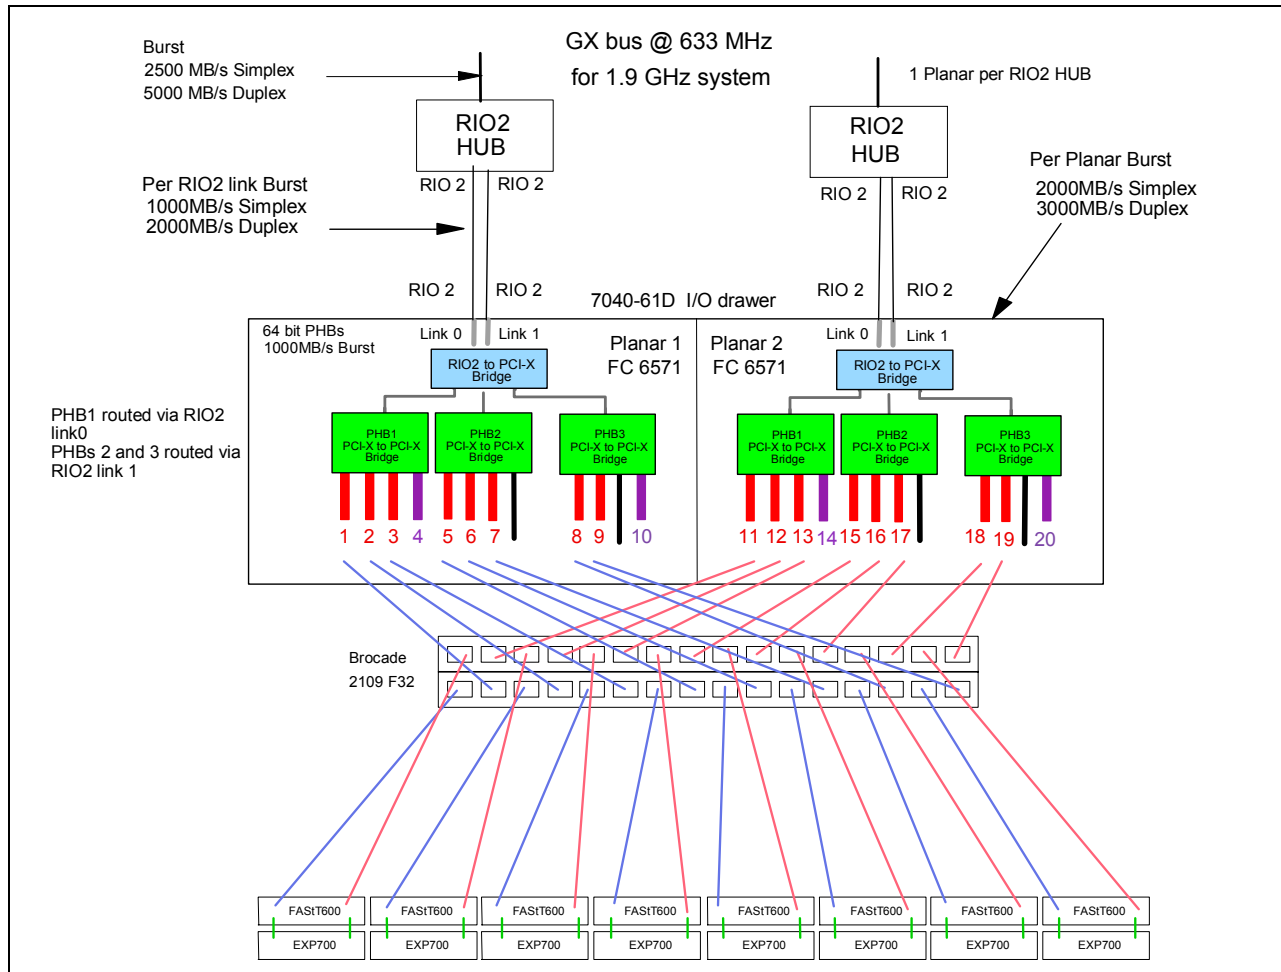 GX bus @ 633 MHz
for 1.9 GHz system
Burst
2500 MB/s Simplex
5000 MB/s Duplex
1 Planar per RIO2 HUB
RIO2
HUB
RIO2
HUB
Per RIO2 link Burst
1000MB/s Simplex
2000MB/s Duplex
RIO 2
RIO 2
RIO 2
RIO 2
Per Planar Burst
2000MB/s Simplex
3000MB/s Duplex
RIO 2
RIO 2
RIO 2
RIO 2
7040-61D I/O drawer
64 bit PHBs
1000MB/s Burst
Link 0
Link 1
Planar 1
FC 6571
Planar 2
FC 6571
Link 0
Link 1
RIO2 to PCI-X
Bridge
RIO2 to PCI-X
Bridge
PHB1 routed via RIO2
link0
PHBs 2 and 3 routed via
RIO2 link 1
PHB1
PCI-X to PCI-X
Bridge
PHB2
PCI-X to PCI-X
Bridge
PHB3
PCI-X to PCI-X
Bridge
PHB1
PCI-X to PCI-X
Bridge
PHB2
PCI-X to PCI-X
Bridge
PHB3
PCI-X to PCI-X
Bridge
1 2 3 4 5 6 7 8 9 10 11 12 13 14 15 16 17 18 19 20
Brocade
2109 F32
FAStT600 FAStT600 FAStT600 FAStT600 FAStT600 FAStT600 FAStT600 FAStT600
EXP700 EXP700 EXP700 EXP700 EXP700 EXP700 EXP700 EXP700